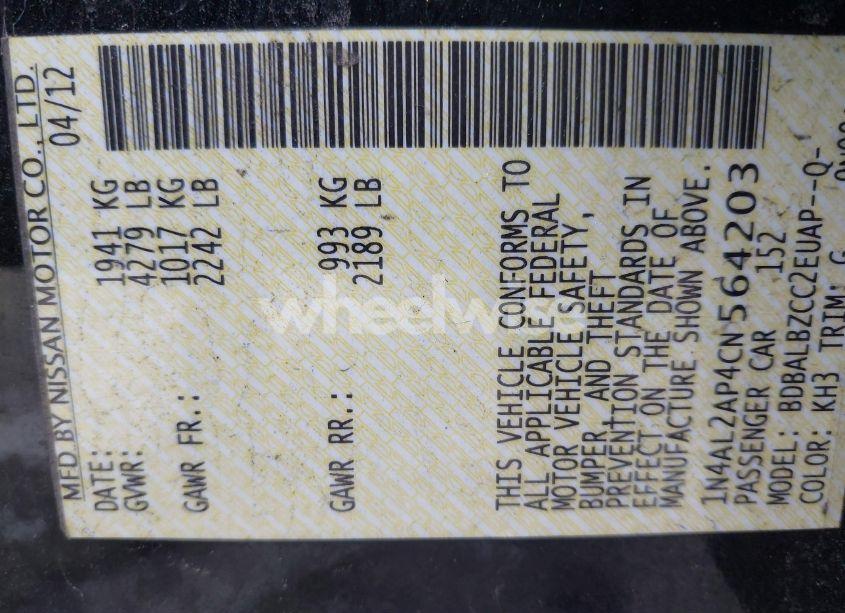 MFD BY NISSAN MOTOR CO., LTD.
DATE: 04/12
GVWR: 1941 KG
4279 LB
GAWR FR.: 1017 KG
2242 LB
GAWR RR.: 993 KG
2189 LB
THIS VEHICLE CONFORMS TO
ALL APPLICABLE FEDERAL
MOTOR VEHICLE SAFETY,
BUMPER AND THEFT
PREVENTION STANDARDS IN
EFFECT ON THE DATE OF
MANUFACTURE SHOWN ABOVE.
1N4AL2AP4CN564203
PASSENGER CAR 152
MODEL: BDBALBZCC2EUAP--Q-
COLOR: KH3 TRIM: G
wheelwise